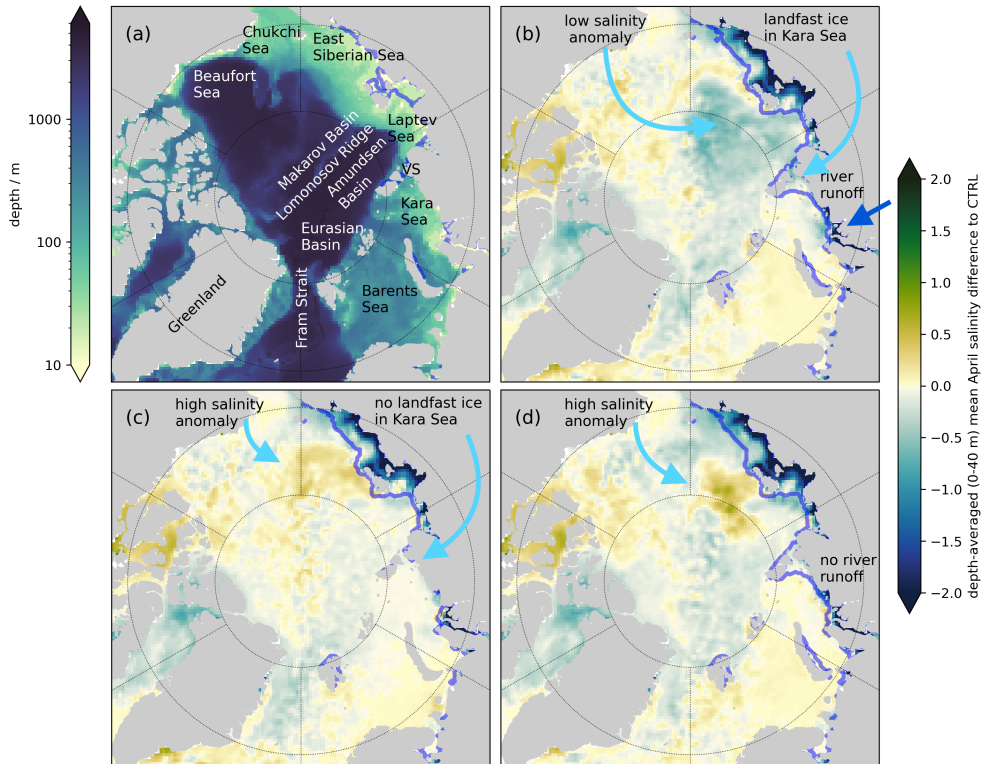 (a)
Chukchi
Sea
East
Siberian Sea
Beaufort
Sea
Laptev
Sea
Makarov Basin
Lomonosov Ridge
Amundsen
Basin
VS
Kara
Sea
Eurasian
Basin
Barents
Sea
Fram Strait
Greenland
1000
100
10
depth / m
(b)
low salinity
anomaly
landfast ice
in Kara Sea
river
runoff
(c)
high salinity
anomaly
no landfast ice
in Kara Sea
(d)
high salinity
anomaly
no river
runoff
2.0
1.5
1.0
0.5
0.0
−0.5
−1.0
−1.5
−2.0
depth-averaged (0-40 m) mean April salinity difference to CTRL